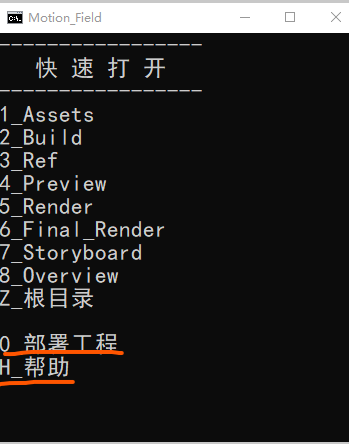 Motion_Field
------------------
快 速 打 开
------------------
1_Assets
2_Build
3_Ref
4_Preview
5_Render
6_Final_Render
7_Storyboard
8_Overview
Z_根目录
0_部署工程
H_帮助